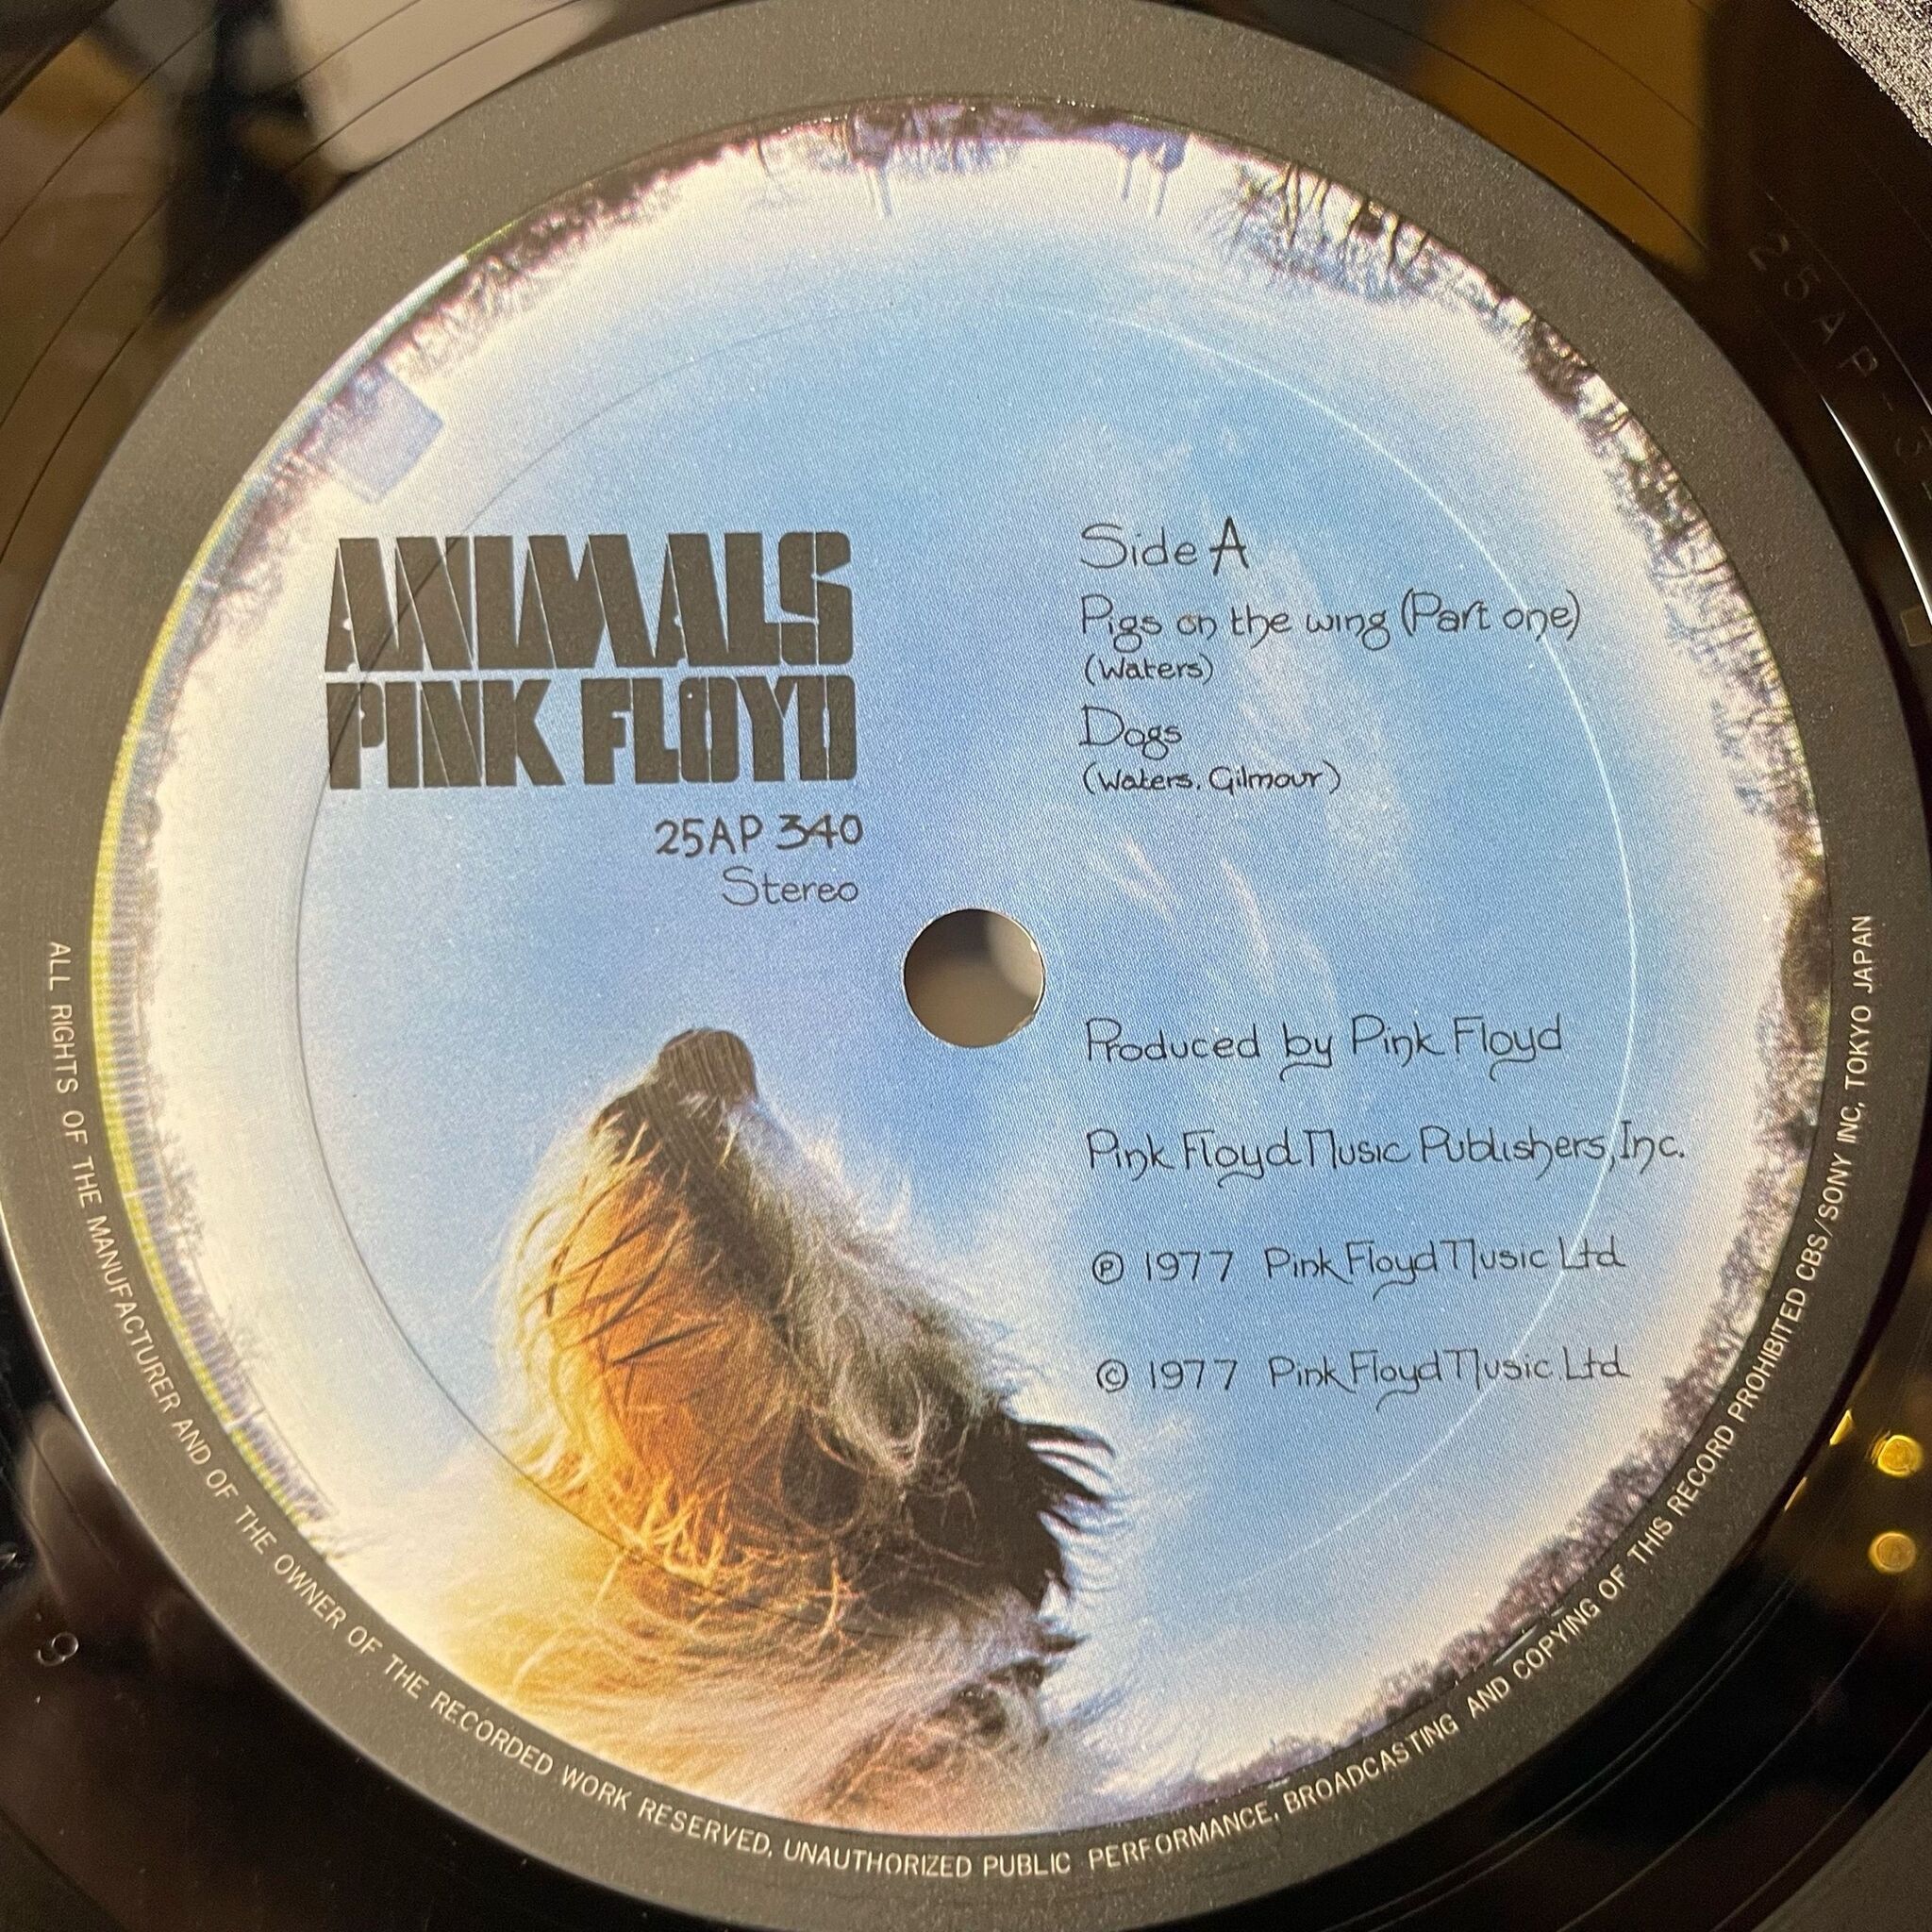 ANIMALS
PINK FLOYD
25AP 340
Stereo
Side A
Pigs on the wing (Part one)
(Waters)
Dogs
(Waters. Gilmour)
Produced by Pink Floyd
Pink Floyd Music Publishers, Inc.
℗ 1977 Pink Floyd Music Ltd
© 1977 Pink Floyd Music Ltd
ALL RIGHTS OF THE MANUFACTURER AND OF THE OWNER OF THE RECORDED WORK RESERVED. UNAUTHORIZED PUBLIC PERFORMANCE, BROADCASTING AND COPYING OF THIS RECORD PROHIBITED CBS/SONY INC, TOKYO JAPAN
25AP-3